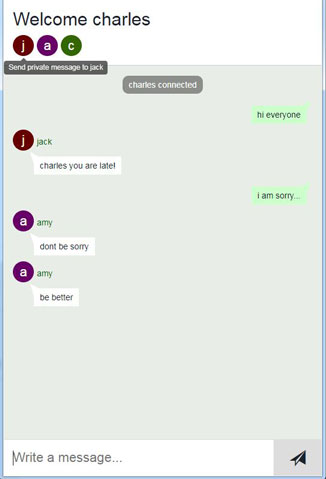 Welcome charles
j a c
Send private message to jack
charles connected
hi everyone
j jack
charles you are late!
i am sorry...
a amy
dont be sorry
a amy
be better
Write a message...